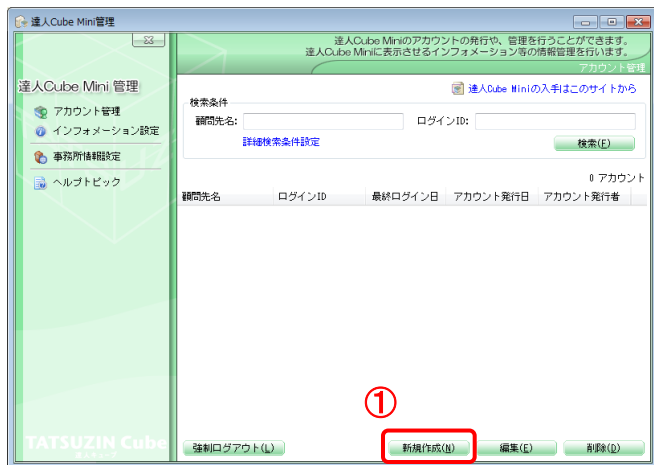 達人Cube Mini管理
達人Cube Miniのアカウントの発行や、管理を行うことができます。
達人Cube Miniに表示させるインフォメーション等の情報管理を行います。
アカウント管理
達人Cube Mini 管理
アカウント管理
インフォメーション設定
事務所情報設定
ヘルプトピック
達人Cube Miniの入手はこのサイトから
検索条件
顧問先名:
ログインID:
詳細検索条件設定
検索(F)
0 アカウント
顧問先名 ログインID 最終ログイン日 アカウント発行日 アカウント発行者
①
TATSUZIN Cube
達人キューブ
強制ログアウト(L)
新規作成(N)
編集(E)
削除(D)